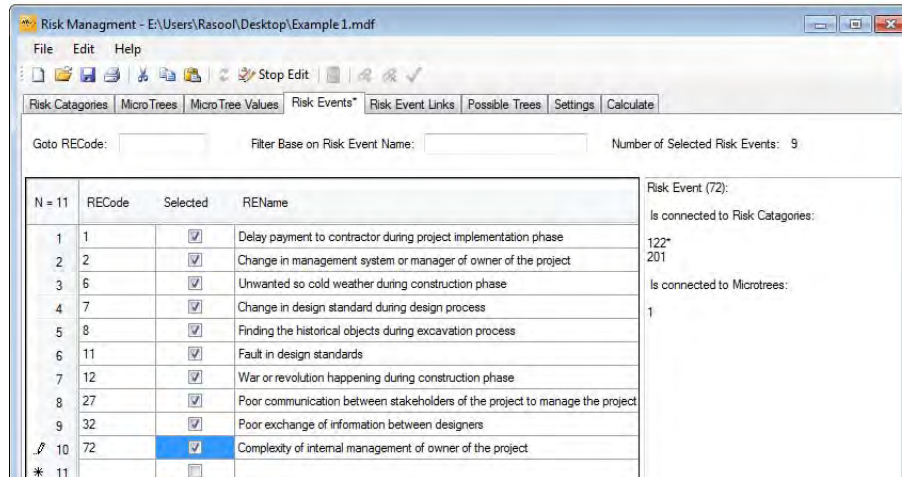 Risk Managment - E:\Users\Rasool\Desktop\Example 1.mdf
File Edit Help
Stop Edit
Risk Catagories MicroTrees MicroTree Values Risk Events* Risk Event Links Possible Trees Settings Calculate
Goto RECode: Filter Base on Risk Event Name: Number of Selected Risk Events: 9
N = 11 RECode Selected REName
1 1 Delay payment to contractor during project implementation phase
2 2 Change in management system or manager of owner of the project
3 6 Unwanted so cold weather during construction phase
4 7 Change in design standard during design process
5 8 Finding the historical objects during excavation process
6 11 Fault in design standards
7 12 War or revolution happening during construction phase
8 27 Poor communication between stakeholders of the project to manage the project
9 32 Poor exchange of information between designers
10 72 Complexity of internal management of owner of the project
* 11
Risk Event (72):
Is connected to Risk Catagories:
122*
201
Is connected to Microtrees:
1